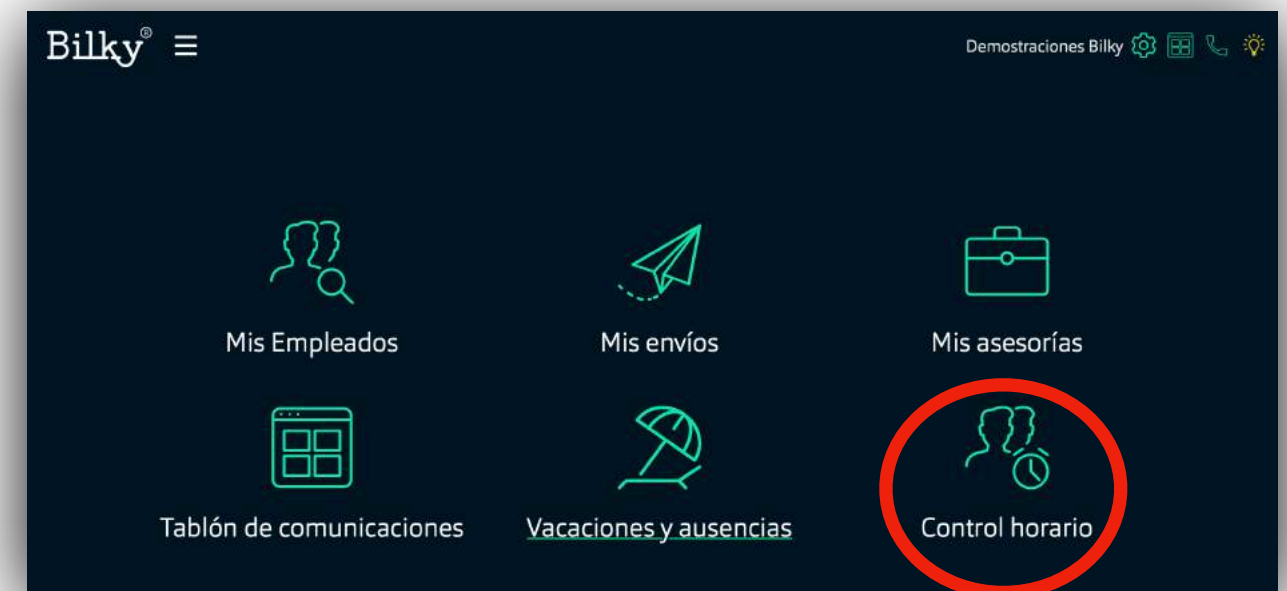 Bilky®
Demostraciones Bilky
Mis Empleados
Mis envíos
Mis asesorías
Tablón de comunicaciones
Vacaciones y ausencias
Control horario